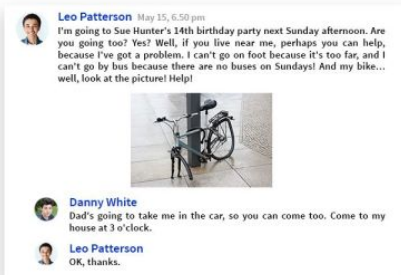 Leo Patterson May 15, 6.50 pm
I'm going to Sue Hunter's 14th birthday party next Sunday afternoon. Are
you going too? Yes? Well, if you live near me, perhaps you can help,
because I've got a problem. I can't go on foot because it's too far, and I
can't go by bus because there are no buses on Sundays! And my bike...
well, look at the picture! Help!
Danny White
Dad's going to take me in the car, so you can come too. Come to my
house at 3 o'clock.
Leo Patterson
OK, thanks.